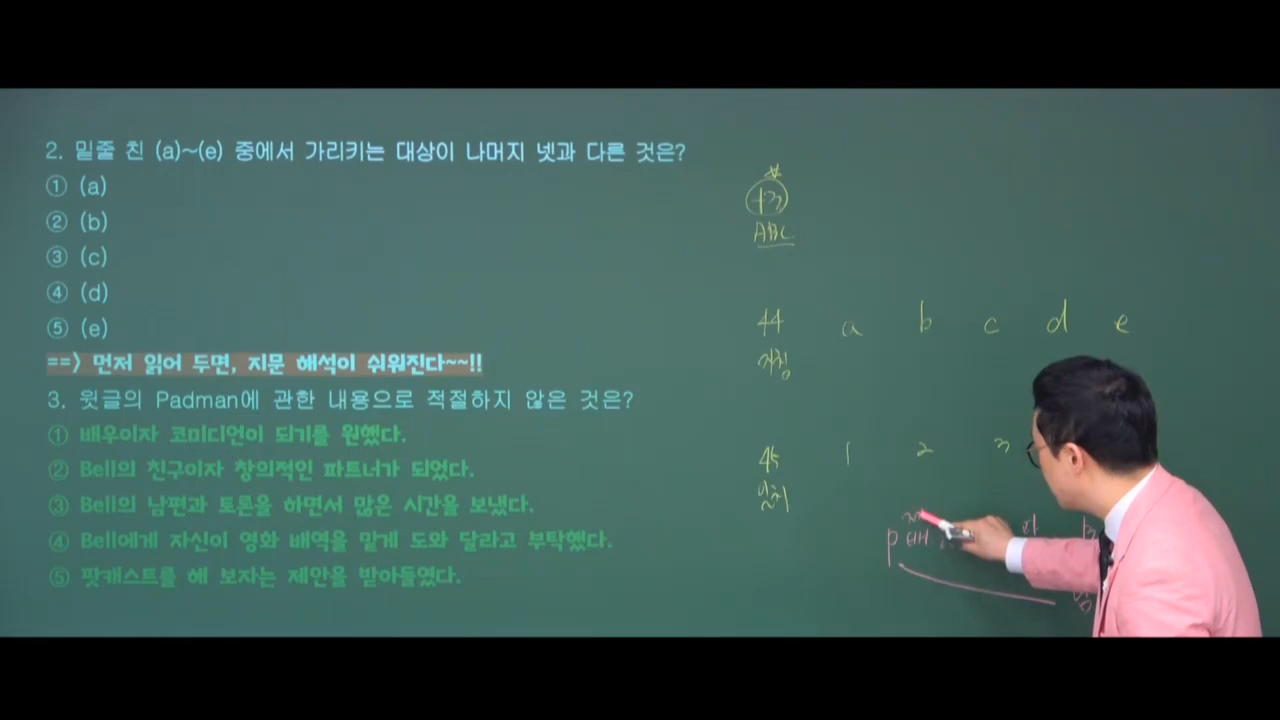 2. 밑줄 친 (a)~(e) 중에서 가리키는 대상이 나머지 넷과 다른 것은?
① (a)
② (b)
③ (c)
④ (d)
⑤ (e)
==> 먼저 읽어 두면, 지문 해석이 쉬워진다~~!!
3. 윗글의 Padman에 관한 내용으로 적절하지 않은 것은?
① 배우이자 코미디언이 되기를 원했다.
② Bell의 친구이자 창의적인 파트너가 되었다.
③ Bell의 남편과 토론을 하면서 많은 시간을 보냈다.
④ Bell에게 자신이 영화 배역을 맡게 도와 달라고 부탁했다.
⑤ 팟캐스트를 해 보자는 제안을 받아들였다.
43
ABC
44 a b c d e
지칭
45 1 2 3
P